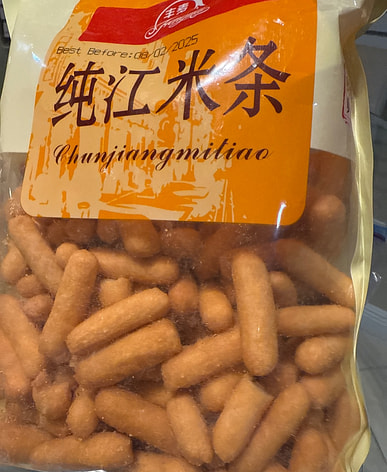 Best Before:08/02/2025
纯江米条
Chunjiangmitiao